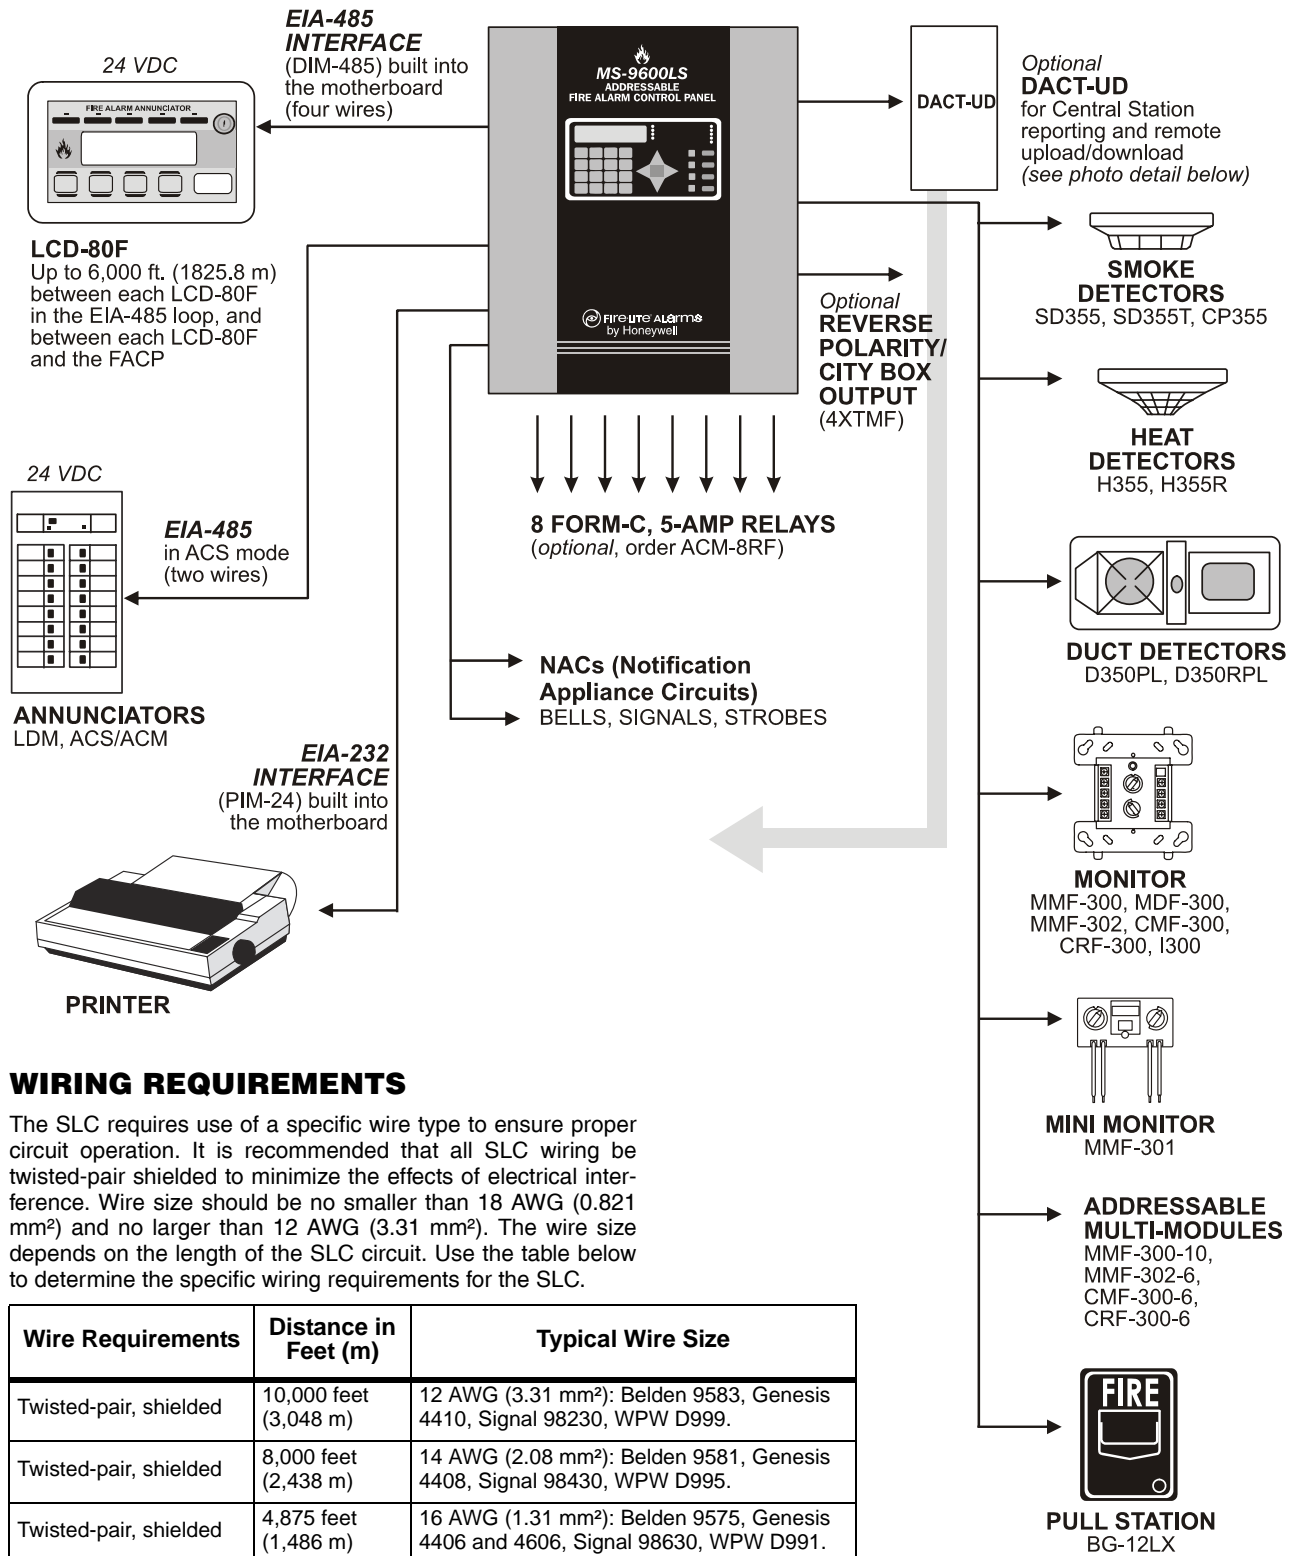 EIA-485
INTERFACE
(DIM-485) built into
the motherboard
(four wires)
24 VDC
FIRE ALARM ANNUNCIATOR
LCD-80F
Up to 6,000 ft. (1825.8 m)
between each LCD-80F
in the EIA-485 loop, and
between each LCD-80F
and the FACP
MS-9600LS
ADDRESSABLE
FIRE ALARM CONTROL PANEL
FIRE•LITE ALARMS
by Honeywell
DACT-UD
Optional
DACT-UD
for Central Station
reporting and remote
upload/download
(see photo detail below)
Optional
REVERSE
POLARITY/
CITY BOX
OUTPUT
(4XTMF)
SMOKE
DETECTORS
SD355, SD355T, CP355
HEAT
DETECTORS
H355, H355R
DUCT DETECTORS
D350PL, D350RPL
MONITOR
MMF-300, MDF-300,
MMF-302, CMF-300,
CRF-300, I300
MINI MONITOR
MMF-301
ADDRESSABLE
MULTI-MODULES
MMF-300-10,
MMF-302-6,
CMF-300-6,
CRF-300-6
FIRE
PULL STATION
BG-12LX
24 VDC
EIA-485
in ACS mode
(two wires)
ANNUNCIATORS
LDM, ACS/ACM
8 FORM-C, 5-AMP RELAYS
(optional, order ACM-8RF)
NACs (Notification
Appliance Circuits)
BELLS, SIGNALS, STROBES
EIA-232
INTERFACE
(PIM-24) built into
the motherboard
PRINTER
WIRING REQUIREMENTS
The SLC requires use of a specific wire type to ensure proper
circuit operation. It is recommended that all SLC wiring be
twisted-pair shielded to minimize the effects of electrical inter-
ference. Wire size should be no smaller than 18 AWG (0.821
mm²) and no larger than 12 AWG (3.31 mm²). The wire size
depends on the length of the SLC circuit. Use the table below
to determine the specific wiring requirements for the SLC.
Wire Requirements
Distance in
Feet (m)
Typical Wire Size
Twisted-pair, shielded
10,000 feet
(3,048 m)
12 AWG (3.31 mm²): Belden 9583, Genesis
4410, Signal 98230, WPW D999.
Twisted-pair, shielded
8,000 feet
(2,438 m)
14 AWG (2.08 mm²): Belden 9581, Genesis
4408, Signal 98430, WPW D995.
Twisted-pair, shielded
4,875 feet
(1,486 m)
16 AWG (1.31 mm²): Belden 9575, Genesis
4406 and 4606, Signal 98630, WPW D991.